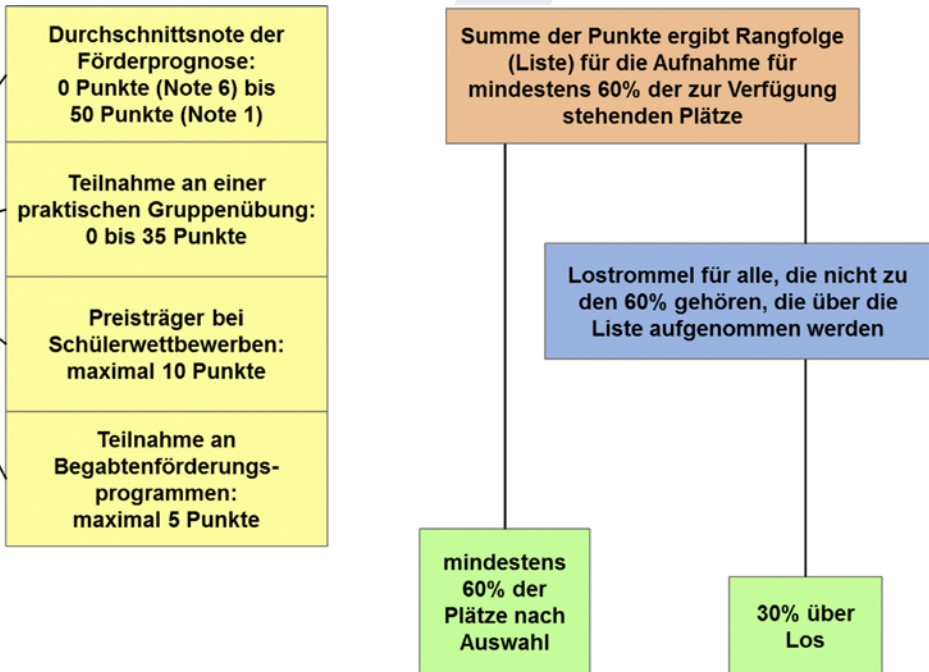 Durchschnittsnote der
Förderprognose:
0 Punkte (Note 6) bis
50 Punkte (Note 1)
Teilnahme an einer
praktischen Gruppenübung:
0 bis 35 Punkte
Preisträger bei
Schülerwettbewerben:
maximal 10 Punkte
Teilnahme an
Begabtenförderungs-
programmen:
maximal 5 Punkte
Summe der Punkte ergibt Rangfolge
(Liste) für die Aufnahme für
mindestens 60% der zur Verfügung
stehenden Plätze
Lostrommel für alle, die nicht zu
den 60% gehören, die über die
Liste aufgenommen werden
mindestens
60% der
Plätze nach
Auswahl
30% über
Los